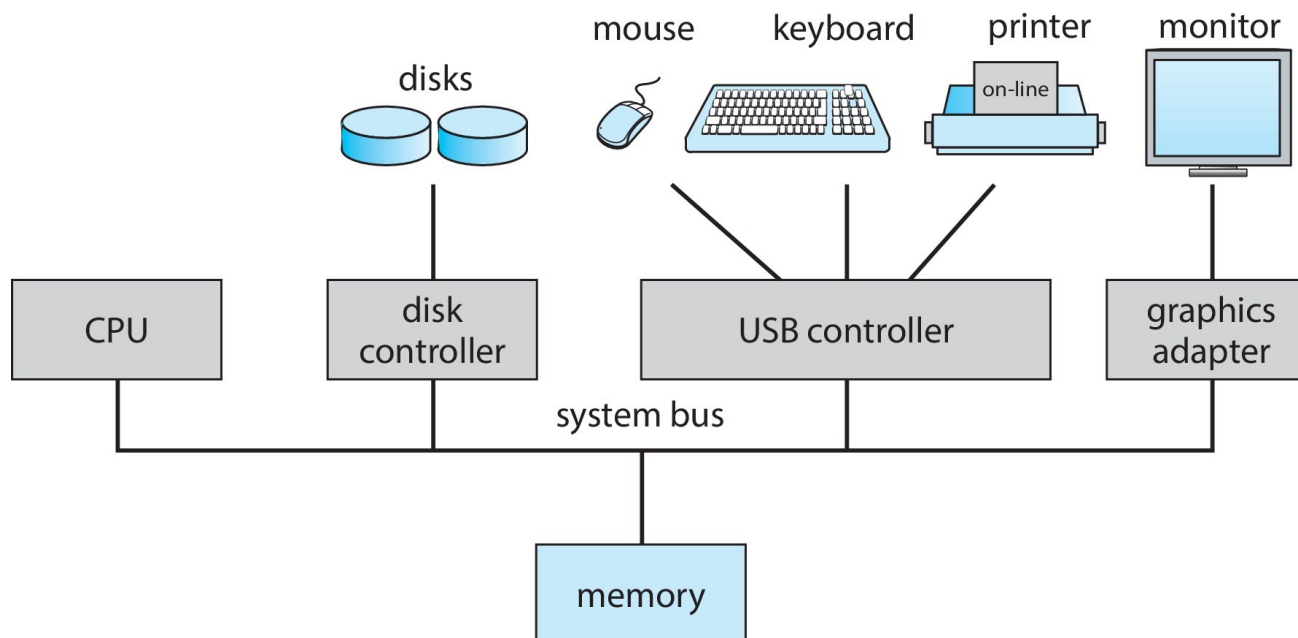 mouse
keyboard
printer
monitor
disks
on-line
CPU
disk
controller
USB controller
graphics
adapter
system bus
memory